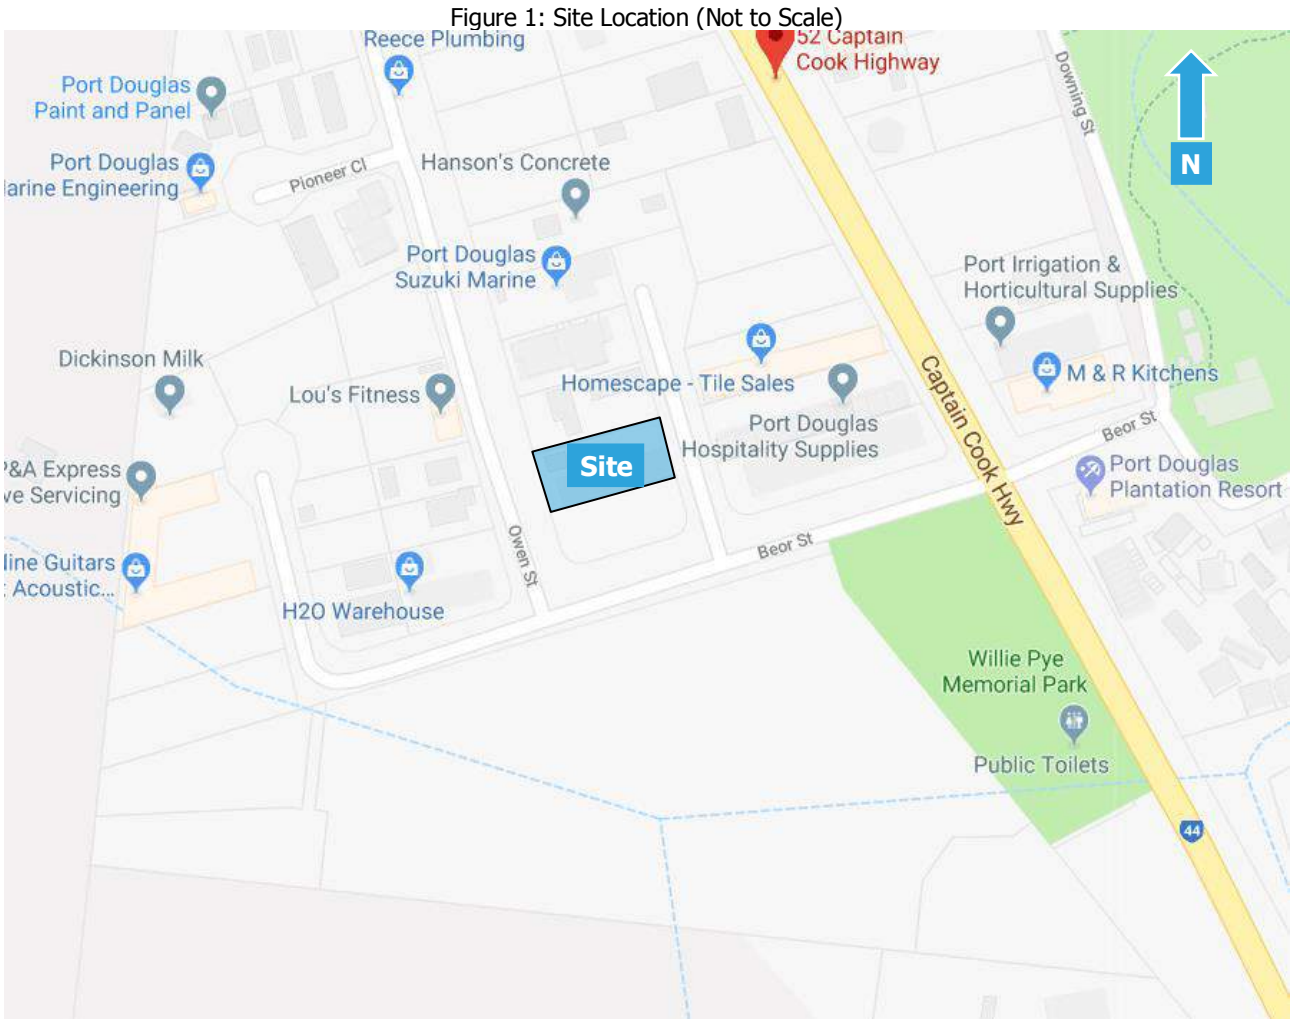 Figure 1: Site Location (Not to Scale)
Reece Plumbing
52 Captain
Cook Highway
Port Douglas
Paint and Panel
Downing St
N
Port Douglas
arine Engineering
Pioneer Cl
Hanson's Concrete
Port Douglas
Suzuki Marine
Port Irrigation &
Horticultural Supplies
Dickinson Milk
Lou's Fitness
Homescape - Tile Sales
M & R Kitchens
Captain Cook Hwy
Port Douglas
Hospitality Supplies
Beor St
Site
P&A Express
ve Servicing
Port Douglas
Plantation Resort
Owen St
Beor St
line Guitars
t Acoustic...
H2O Warehouse
Willie Pye
Memorial Park
Public Toilets
44